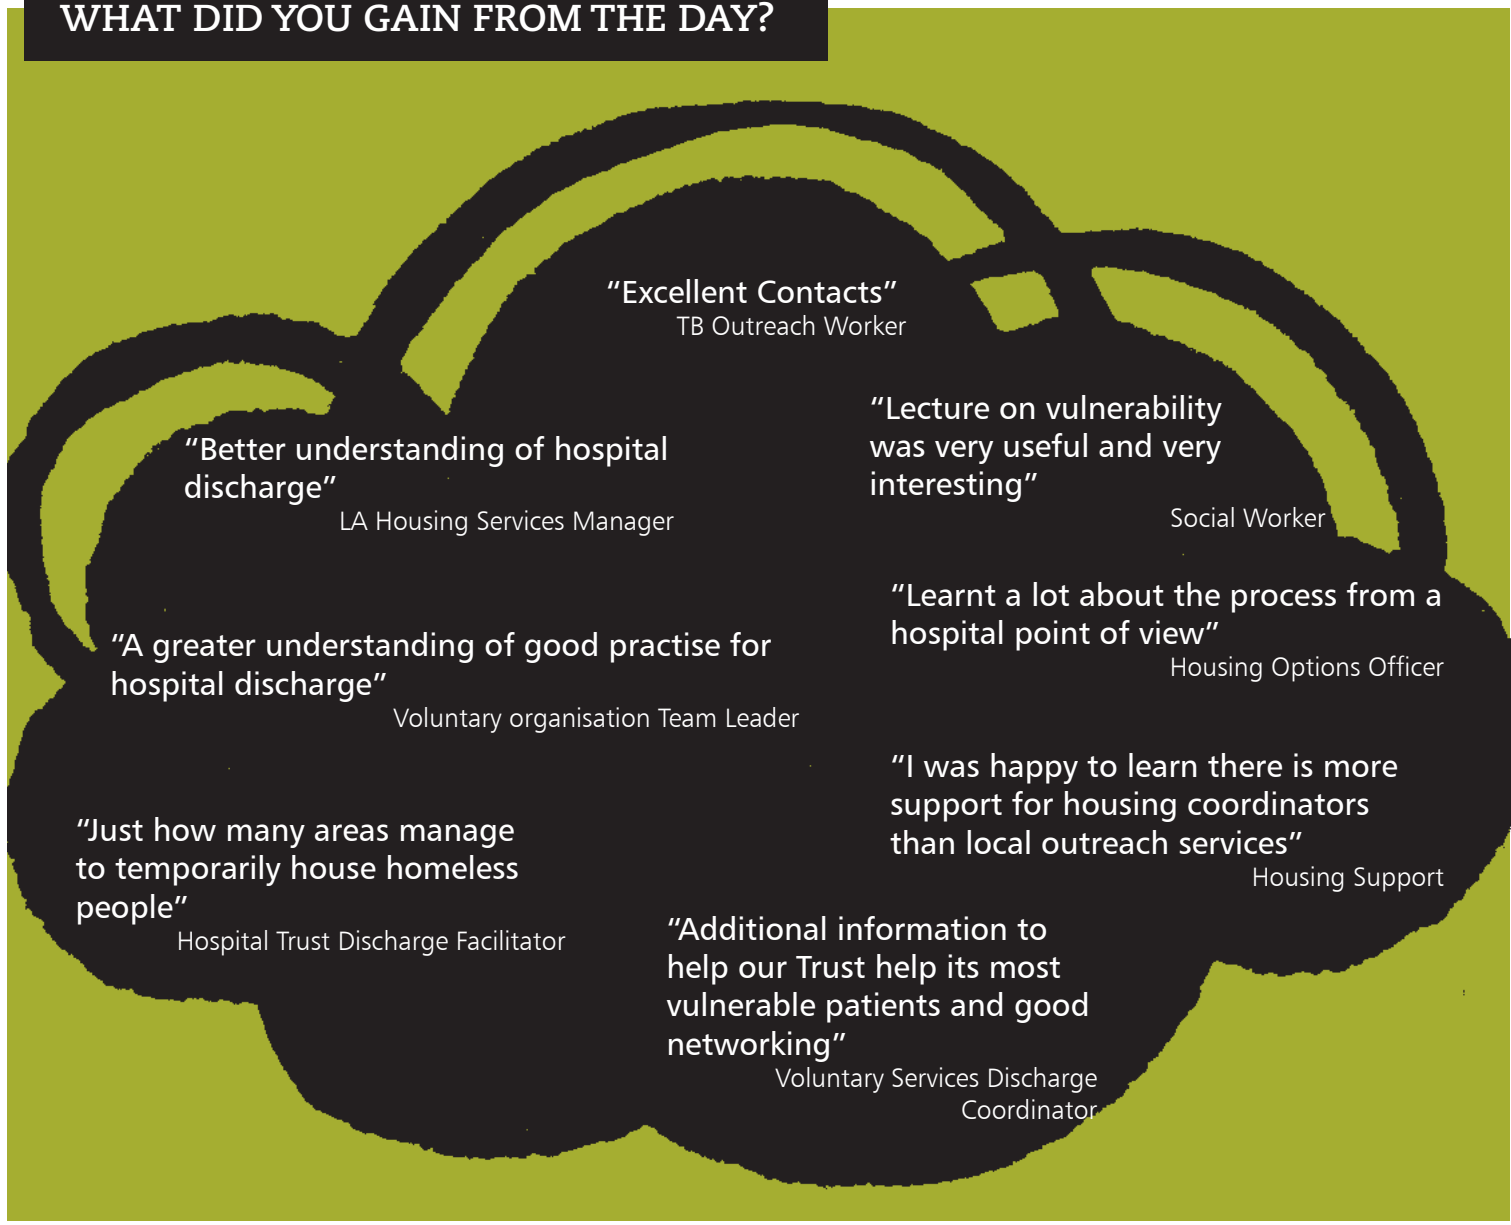 WHAT DID YOU GAIN FROM THE DAY?
“Excellent Contacts”
TB Outreach Worker
“Better understanding of hospital
discharge”
LA Housing Services Manager
“Lecture on vulnerability
was very useful and very
interesting”
Social Worker
“A greater understanding of good practise for
hospital discharge”
Voluntary organisation Team Leader
“Learnt a lot about the process from a
hospital point of view”
Housing Options Officer
“Just how many areas manage
to temporarily house homeless
people”
Hospital Trust Discharge Facilitator
“I was happy to learn there is more
support for housing coordinators
than local outreach services”
Housing Support
“Additional information to
help our Trust help its most
vulnerable patients and good
networking”
Voluntary Services Discharge
Coordinator